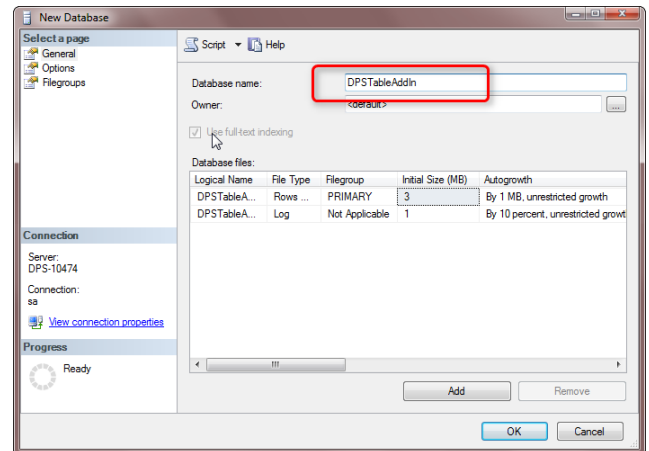 New Database
Select a page
General
Options
Filegroups
Script
Help
Database name:
DPSTableAddIn
Owner:
<default>
...
Use full-text indexing
Database files:
Logical Name File Type Filegroup Initial Size (MB) Autogrowth
DPSTableA... Rows ... PRIMARY 3 By 1 MB, unrestricted growth
DPSTableA... Log Not Applicable 1 By 10 percent, unrestricted growt
Connection
Server:
DPS-10474
Connection:
sa
View connection properties
Progress
Ready
Add
Remove
OK
Cancel